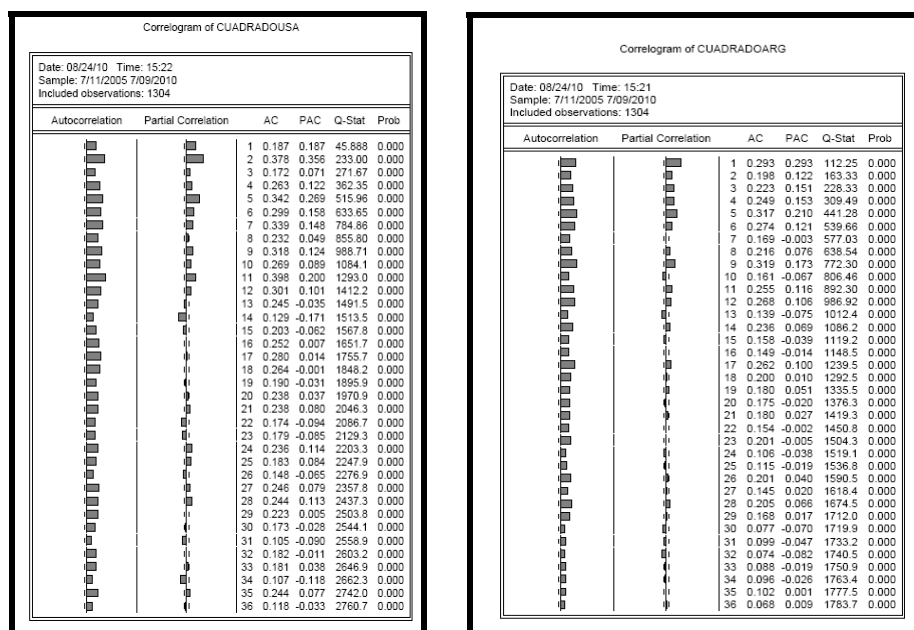 Correlogram of CUADRADOUSA
Date: 08/24/10 Time: 15:22
Sample: 7/11/2005 7/09/2010
Included observations: 1304
Autocorrelation Partial Correlation AC PAC Q-Stat Prob
1 0.187 0.187 45.888 0.000
2 0.378 0.356 233.00 0.000
3 0.172 0.071 271.67 0.000
4 0.263 0.122 362.35 0.000
5 0.342 0.269 515.96 0.000
6 0.299 0.158 633.65 0.000
7 0.339 0.148 784.86 0.000
8 0.232 0.049 855.80 0.000
9 0.318 0.124 988.71 0.000
10 0.269 0.089 1084.1 0.000
11 0.398 0.200 1293.0 0.000
12 0.301 0.101 1412.2 0.000
13 0.245 -0.035 1491.5 0.000
14 0.129 -0.171 1513.5 0.000
15 0.203 -0.062 1567.8 0.000
16 0.252 0.007 1651.7 0.000
17 0.280 0.014 1755.7 0.000
18 0.264 -0.001 1848.2 0.000
19 0.190 -0.031 1895.9 0.000
20 0.238 0.037 1970.9 0.000
21 0.238 0.080 2046.3 0.000
22 0.174 -0.094 2086.7 0.000
23 0.179 -0.085 2129.3 0.000
24 0.236 0.114 2203.3 0.000
25 0.183 0.084 2247.9 0.000
26 0.148 -0.065 2276.9 0.000
27 0.246 0.079 2357.8 0.000
28 0.244 0.113 2437.3 0.000
29 0.223 0.005 2503.8 0.000
30 0.173 -0.028 2544.1 0.000
31 0.105 -0.090 2558.9 0.000
32 0.182 -0.011 2603.2 0.000
33 0.181 0.038 2646.9 0.000
34 0.107 -0.118 2662.3 0.000
35 0.244 0.077 2742.0 0.000
36 0.118 -0.033 2760.7 0.000
Correlogram of CUADRADOARG
Date: 08/24/10 Time: 15:21
Sample: 7/11/2005 7/09/2010
Included observations: 1304
Autocorrelation Partial Correlation AC PAC Q-Stat Prob
1 0.293 0.293 112.25 0.000
2 0.198 0.122 163.33 0.000
3 0.223 0.151 228.33 0.000
4 0.249 0.153 309.49 0.000
5 0.317 0.210 441.28 0.000
6 0.274 0.121 539.66 0.000
7 0.169 -0.003 577.03 0.000
8 0.216 0.076 638.54 0.000
9 0.319 0.173 772.30 0.000
10 0.161 -0.067 806.46 0.000
11 0.255 0.116 892.30 0.000
12 0.268 0.106 986.92 0.000
13 0.139 -0.075 1012.4 0.000
14 0.236 0.069 1086.2 0.000
15 0.158 -0.039 1119.2 0.000
16 0.149 -0.014 1148.5 0.000
17 0.262 0.100 1239.5 0.000
18 0.200 0.010 1292.5 0.000
19 0.180 0.051 1335.5 0.000
20 0.175 -0.020 1376.3 0.000
21 0.180 0.027 1419.3 0.000
22 0.154 -0.002 1450.8 0.000
23 0.201 -0.005 1504.3 0.000
24 0.106 -0.038 1519.1 0.000
25 0.115 -0.019 1536.8 0.000
26 0.201 0.040 1590.5 0.000
27 0.145 0.020 1618.4 0.000
28 0.205 0.066 1674.5 0.000
29 0.168 0.017 1712.0 0.000
30 0.077 -0.070 1719.9 0.000
31 0.099 -0.047 1733.2 0.000
32 0.074 -0.082 1740.5 0.000
33 0.088 -0.019 1750.9 0.000
34 0.096 -0.026 1763.4 0.000
35 0.102 0.001 1777.5 0.000
36 0.068 0.009 1783.7 0.000